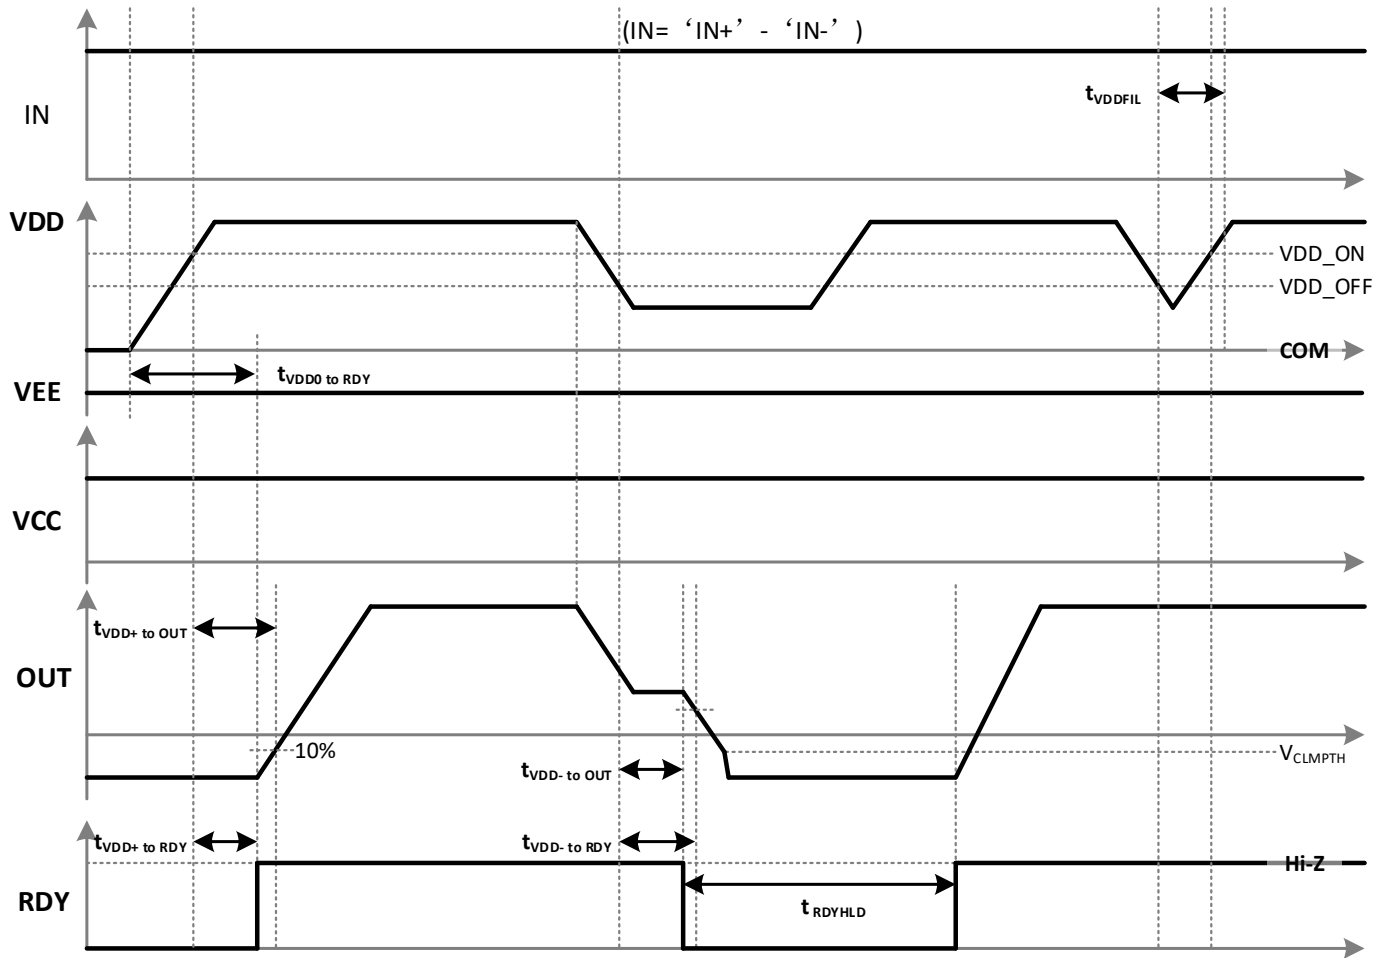 (IN= ‘IN+’ - ‘IN-’ )
tVDDFIL
IN
VDD
VDD_ON
VDD_OFF
COM
tVDD0 to RDY
VEE
VCC
tVDD+ to OUT
OUT
10%
VCLMPTH
tVDD- to OUT
tVDD+ to RDY
tVDD- to RDY
Hi-Z
RDY
tRDYHLD